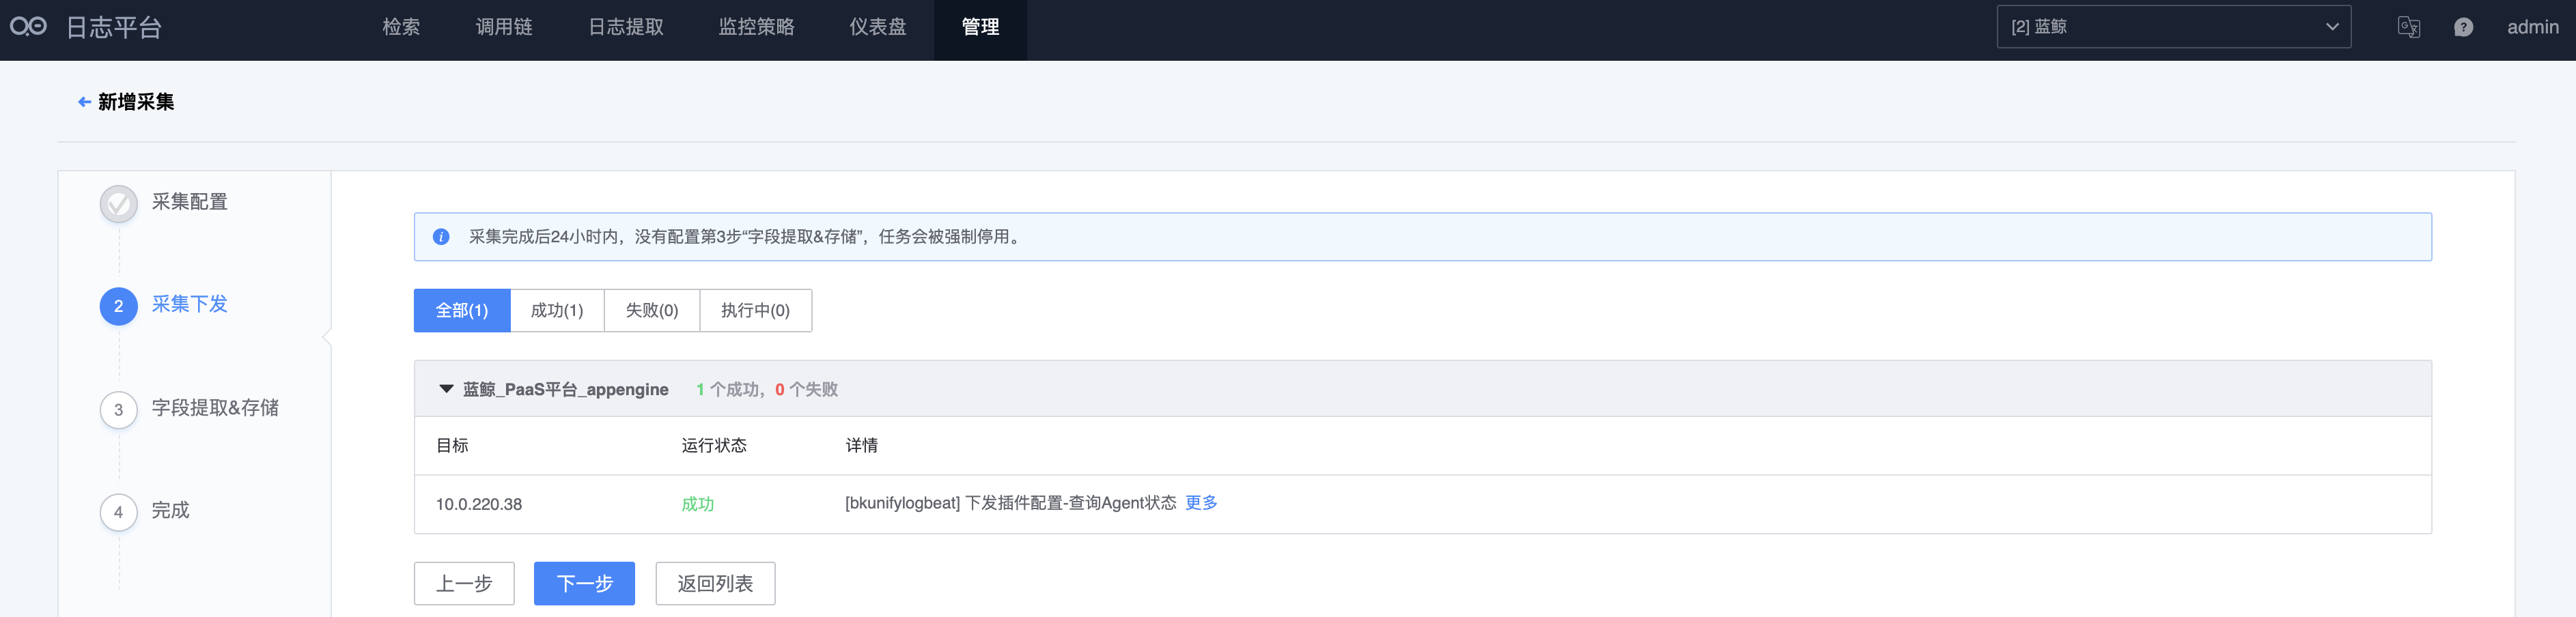 日志平台
检索 调用链 日志提取 监控策略 仪表盘 管理
[2] 蓝鲸
admin
新增采集
采集配置
2 采集下发
3 字段提取&存储
4 完成
采集完成后24小时内，没有配置第3步“字段提取&存储”，任务会被强制停用。
全部(1) 成功(1) 失败(0) 执行中(0)
蓝鲸_PaaS平台_appengine 1 个成功，0 个失败
目标 运行状态 详情
10.0.220.38 成功 [bkunifylogbeat] 下发插件配置-查询Agent状态 更多
上一步 下一步 返回列表